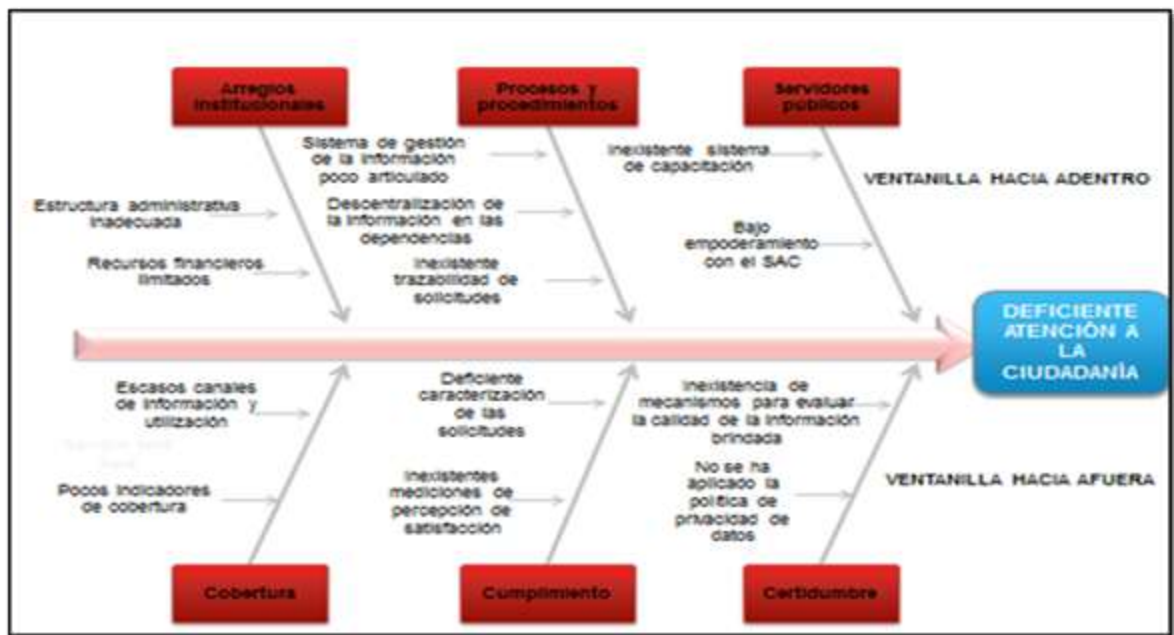 Arreglos
institucionales
Procesos y
procedimientos
Servidores
públicos
Sistema de gestión
de la información
poco articulado
Inexistente sistema
de capacitación
VENTANILLA HACIA ADENTRO
Estructura administrativa
inadecuada
Descentralización de
la información en las
dependencias
Bajo
empoderamiento
con el SAC
Recursos financieros
limitados
Inexistente
trazabilidad de
solicitudes
DEFICIENTE
ATENCIÓN A
LA
CIUDADANÍA
Escasos canales
de información y
utilización
Deficiente
caracterización
de las
solicitudes
Inexistencia de
mecanismos para evaluar
la calidad de la información
brindada
Pocos indicadores
de cobertura
Inexistentes
mediciones de
percepción de
satisfacción
No se ha
aplicado la
política de
privacidad de
datos
VENTANILLA HACIA AFUERA
Cobertura
Cumplimiento
Certidumbre